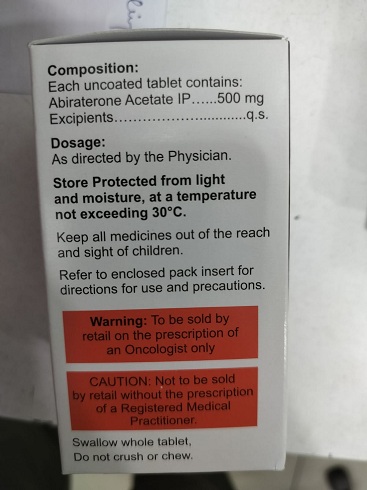 Composition:
Each uncoated tablet contains:
Abiraterone Acetate IP......500 mg
Excipients..............................q.s.
Dosage:
As directed by the Physician.
Store Protected from light
and moisture, at a temperature
not exceeding 30°C.
Keep all medicines out of the reach
and sight of children.
Refer to enclosed pack insert for
directions for use and precautions.
Warning: To be sold by
retail on the prescription of
an Oncologist only
CAUTION: Not to be sold
by retail without the prescription
of a Registered Medical
Practitioner.
Swallow whole tablet,
Do not crush or chew.